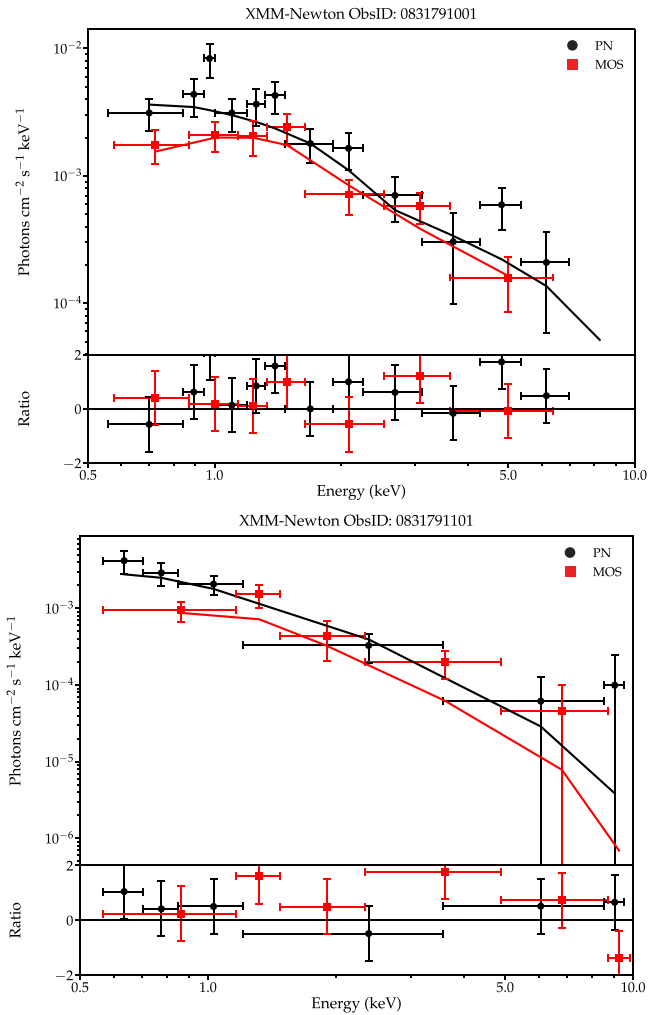 XMM-Newton ObsID: 0831791001
10⁻²
10⁻³
10⁻⁴
Photons cm⁻² s⁻¹ keV⁻¹
PN
MOS
2
0
−2
Ratio
0.5
1.0
5.0
10.0
Energy (keV)
XMM-Newton ObsID: 0831791101
10⁻³
10⁻⁴
10⁻⁵
10⁻⁶
Photons cm⁻² s⁻¹ keV⁻¹
PN
MOS
2
0
−2
Ratio
0.5
1.0
5.0
10.0
Energy (keV)